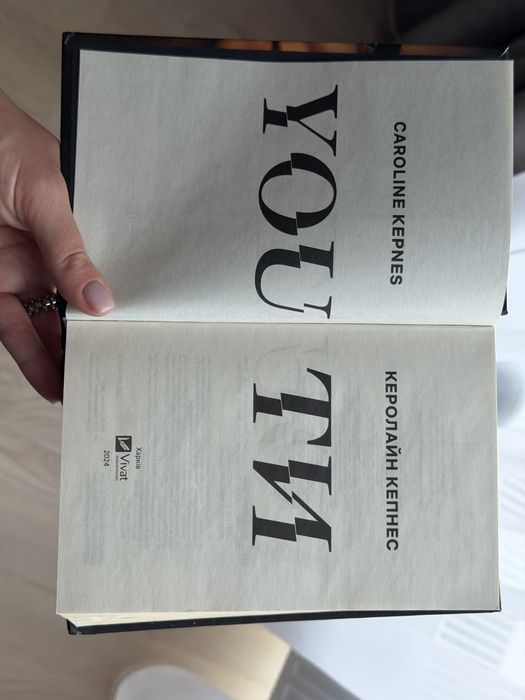 CAROLINE KEPNES
YOU
КЕРОЛАЙН КЕПНЕС
ТИ
Харків
Vivat
2024